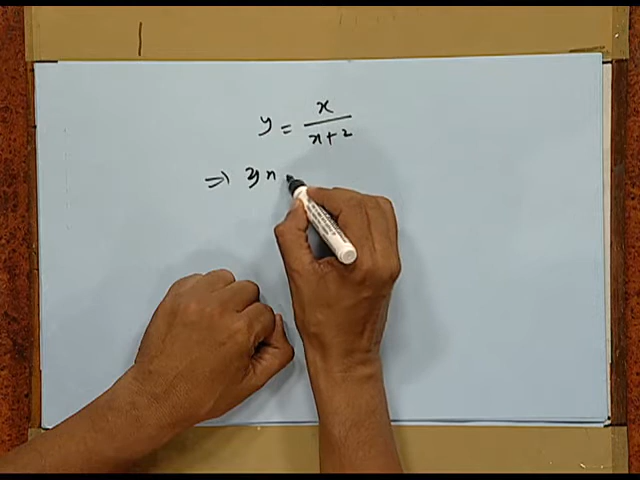 y = x / x+2
⇒ yx